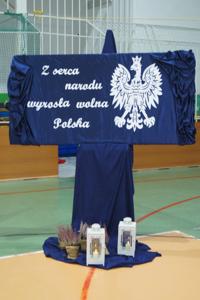 Z serca
narodu
wyrosła wolna
Polska